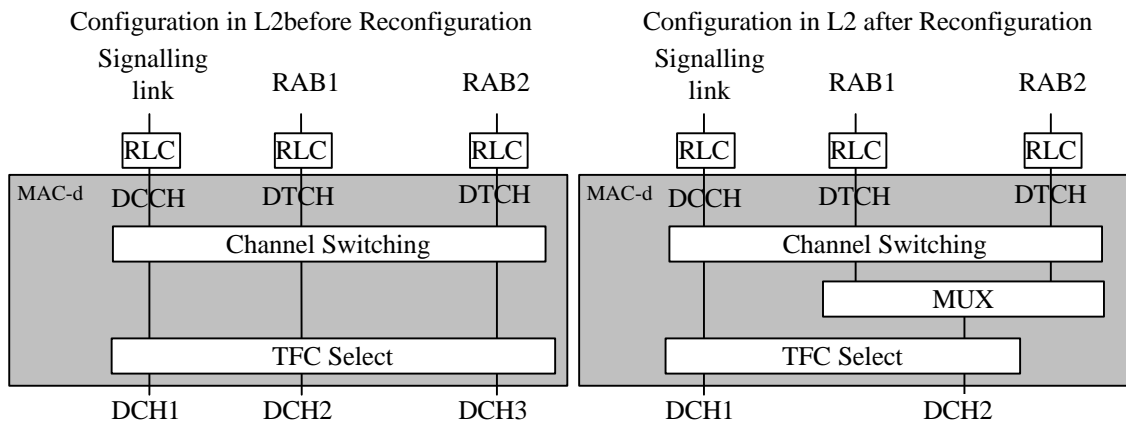 Configuration in L2before Reconfiguration
Signalling
link
RAB1
RAB2
RLC
RLC
RLC
MAC-d
DCCH
DTCH
DTCH
Channel Switching
TFC Select
DCH1
DCH2
DCH3
Configuration in L2 after Reconfiguration
Signalling
link
RAB1
RAB2
RLC
RLC
RLC
MAC-d
DCCH
DTCH
DTCH
Channel Switching
MUX
TFC Select
DCH1
DCH2